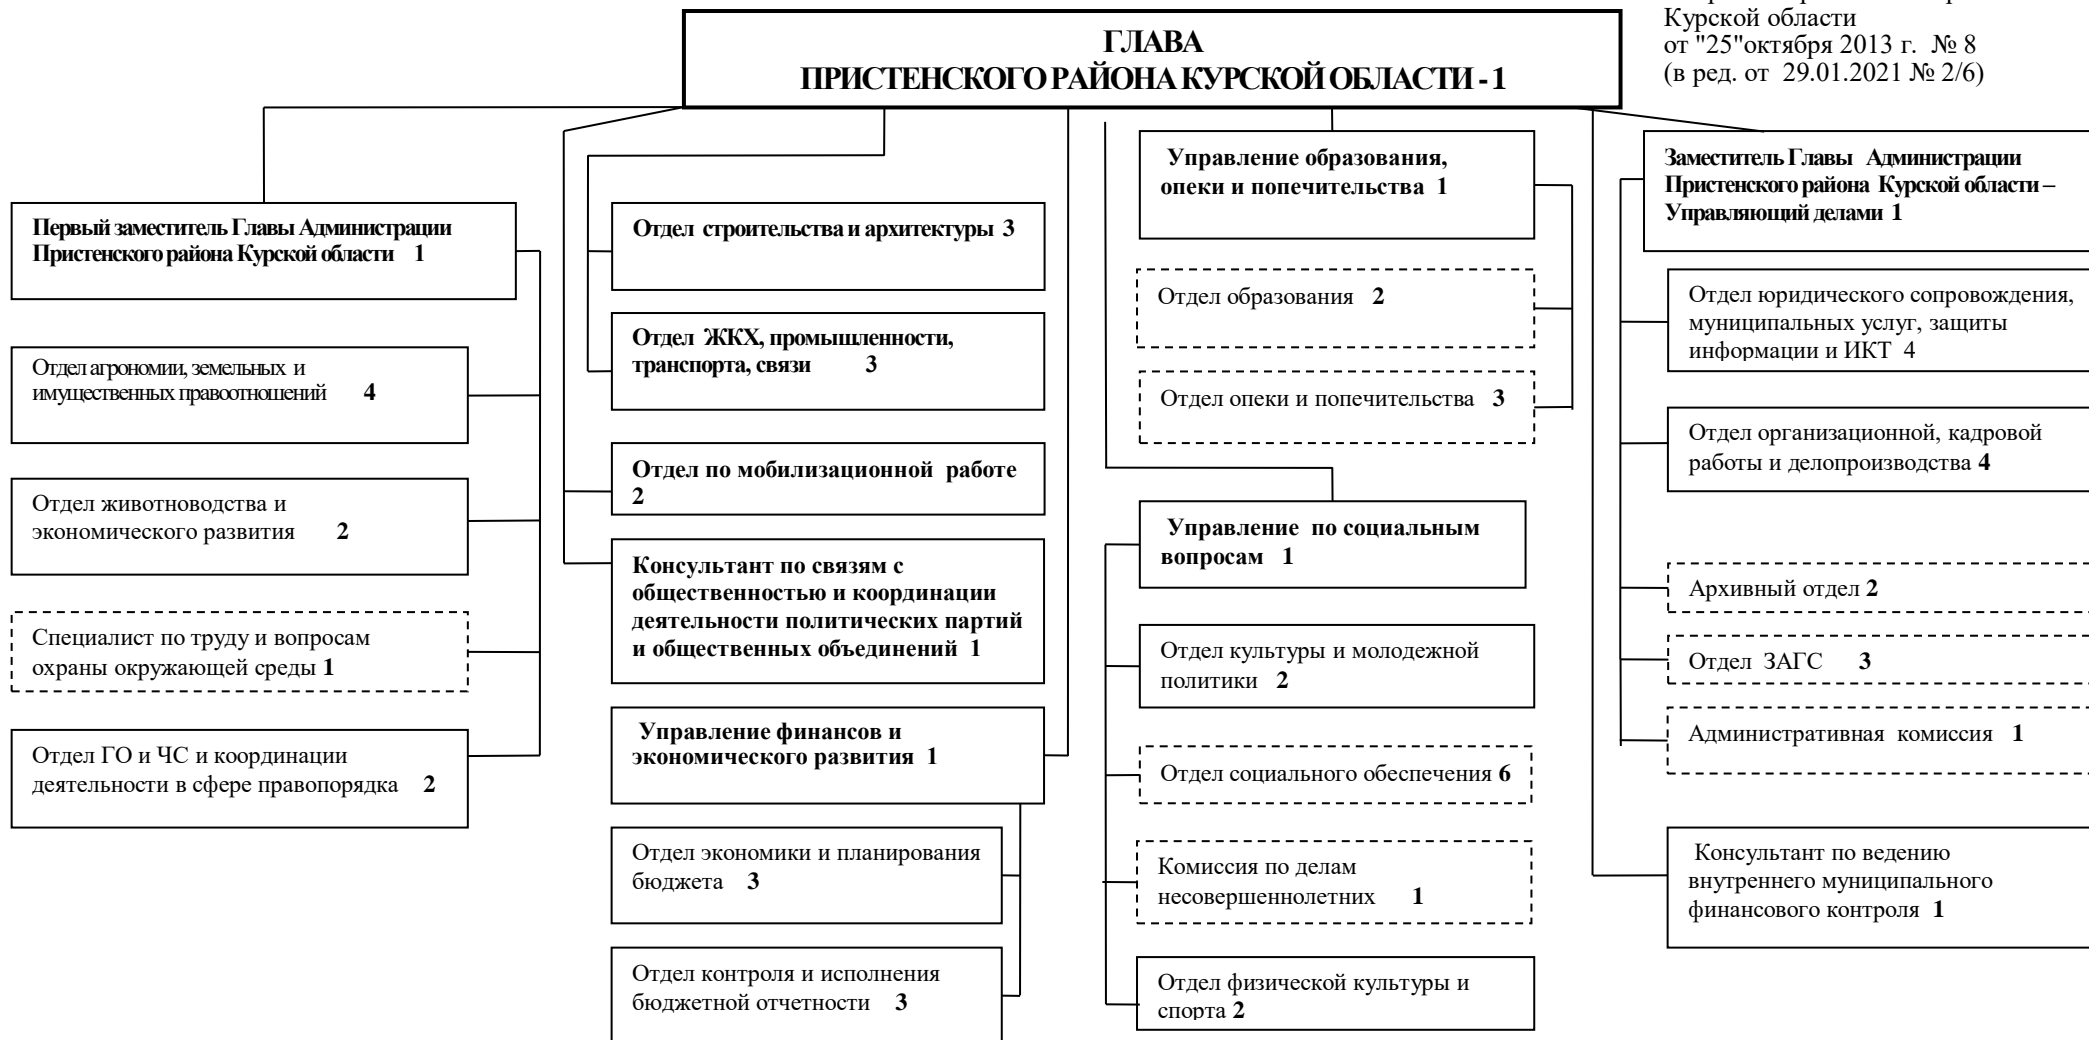 Курской области
от "25"октября 2013 г. № 8
(в ред. от 29.01.2021 № 2/6)
ГЛАВА
ПРИСТЕНСКОГО РАЙОНА КУРСКОЙ ОБЛАСТИ - 1
Первый заместитель Главы Администрации
Пристенского района Курской области 1
Отдел агрономии, земельных и
имущественных правоотношений 4
Отдел животноводства и
экономического развития 2
Специалист по труду и вопросам
охраны окружающей среды 1
Отдел ГО и ЧС и координации
деятельности в сфере правопорядка 2
Отдел строительства и архитектуры 3
Отдел ЖКХ, промышленности,
транспорта, связи 3
Отдел по мобилизационной работе
2
Консультант по связям с
общественностью и координации
деятельности политических партий
и общественных объединений 1
Управление финансов и
экономического развития 1
Отдел экономики и планирования
бюджета 3
Отдел контроля и исполнения
бюджетной отчетности 3
Управление образования,
опеки и попечительства 1
Отдел образования 2
Отдел опеки и попечительства 3
Управление по социальным
вопросам 1
Отдел культуры и молодежной
политики 2
Отдел социального обеспечения 6
Комиссия по делам
несовершеннолетних 1
Отдел физической культуры и
спорта 2
Заместитель Главы Администрации
Пристенского района Курской области –
Управляющий делами 1
Отдел юридического сопровождения,
муниципальных услуг, защиты
информации и ИКТ 4
Отдел организационной, кадровой
работы и делопроизводства 4
Архивный отдел 2
Отдел ЗАГС 3
Административная комиссия 1
Консультант по ведению
внутреннего муниципального
финансового контроля 1